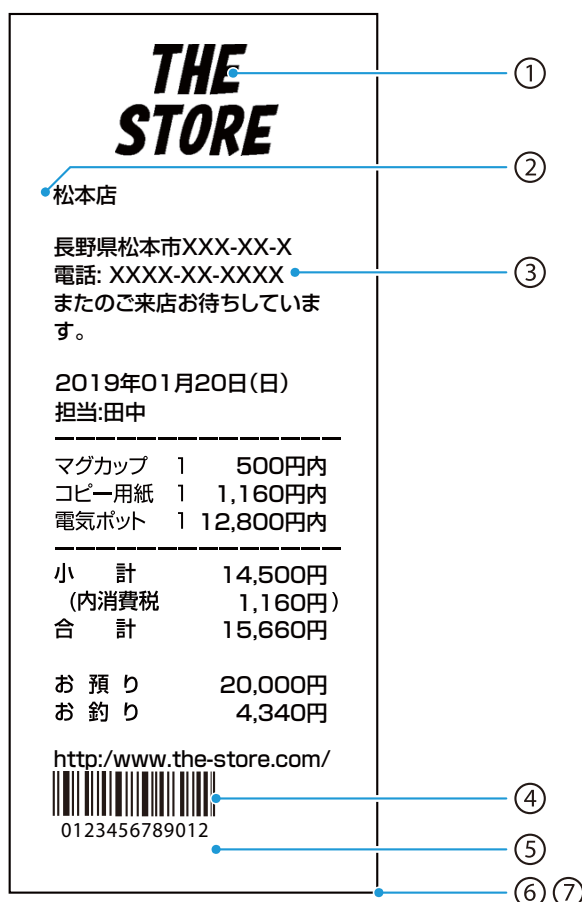 THE
STORE
①
②
松本店
長野県松本市XXX-XX-X
電話: XXXX-XX-XXXX
③
またのご来店お待ちしていま
す。
2019年01月20日(日)
担当:田中
マグカップ 1 500円内
コピー用紙 1 1,160円内
電気ポット 1 12,800円内
小 計 14,500円
(内消費税 1,160円)
合 計 15,660円
お 預 り 20,000円
お 釣 り 4,340円
http:/www.the-store.com/
④
0123456789012
⑤
⑥⑦